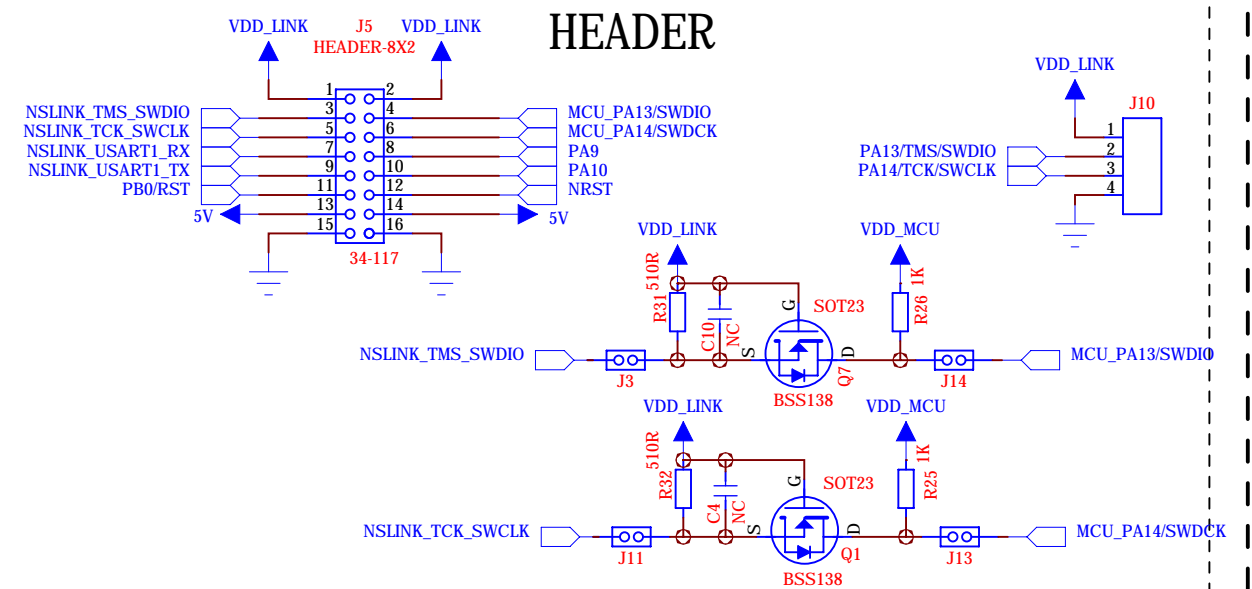 HEADER
VDD_LINK J5 VDD_LINK
HEADER-8X2
1 2
NSLINK_TMS_SWDIO 3 4 MCU_PA13/SWDIO
NSLINK_TCK_SWCLK 5 6 MCU_PA14/SWDCK
NSLINK_USART1_RX 7 8 PA9
NSLINK_USART1_TX 9 10 PA10
PB0/RST 11 12 NRST
5V 13 14 5V
15 16
34-117
VDD_LINK
J10
1
PA13/TMS/SWDIO 2
PA14/TCK/SWCLK 3
4
VDD_LINK VDD_MCU
510R
R31
C10
NC
G
SOT23
1K
R26
NSLINK_TMS_SWDIO J3 S D Q7 J14 MCU_PA13/SWDIO
BSS138
VDD_LINK VDD_MCU
510R
R32
C4
NC
G
SOT23
1K
R25
NSLINK_TCK_SWCLK J11 S D Q1 J13 MCU_PA14/SWDCK
BSS138